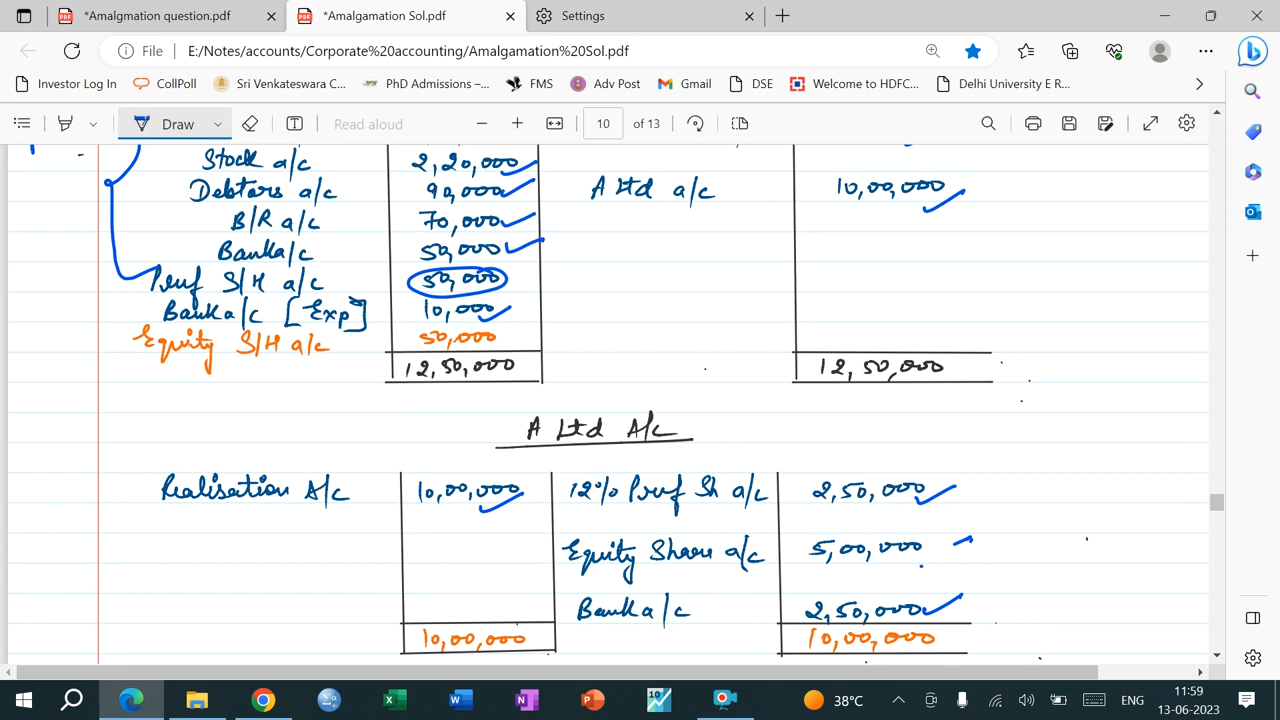 *Amalgmation question.pdf
*Amalgamation Sol.pdf
Settings
File E:/Notes/accounts/Corporate%20accounting/Amalgamation%20Sol.pdf
Investor Log In CollPoll Sri Venkateswara C... PhD Admissions –... FMS Adv Post Gmail DSE Welcome to HDFC... Delhi University E R...
Draw Read aloud 10 of 13
Stock a/c 2,20,000
Debtors a/c 90,000 A Ltd a/c 10,00,000
B/R a/c 70,000
Bank a/c 50,000
Pref S/H a/c 50,000
Bank a/c [Exp] 10,000
Equity S/H a/c 50,000
12,50,000 12,50,000
A Ltd A/c
Realisation A/c 10,00,000 12% Pref Sh a/c 2,50,000
Equity Share a/c 5,00,000
Bank a/c 2,50,000
10,00,000 10,00,000
38°C ENG 11:59
13-06-2023